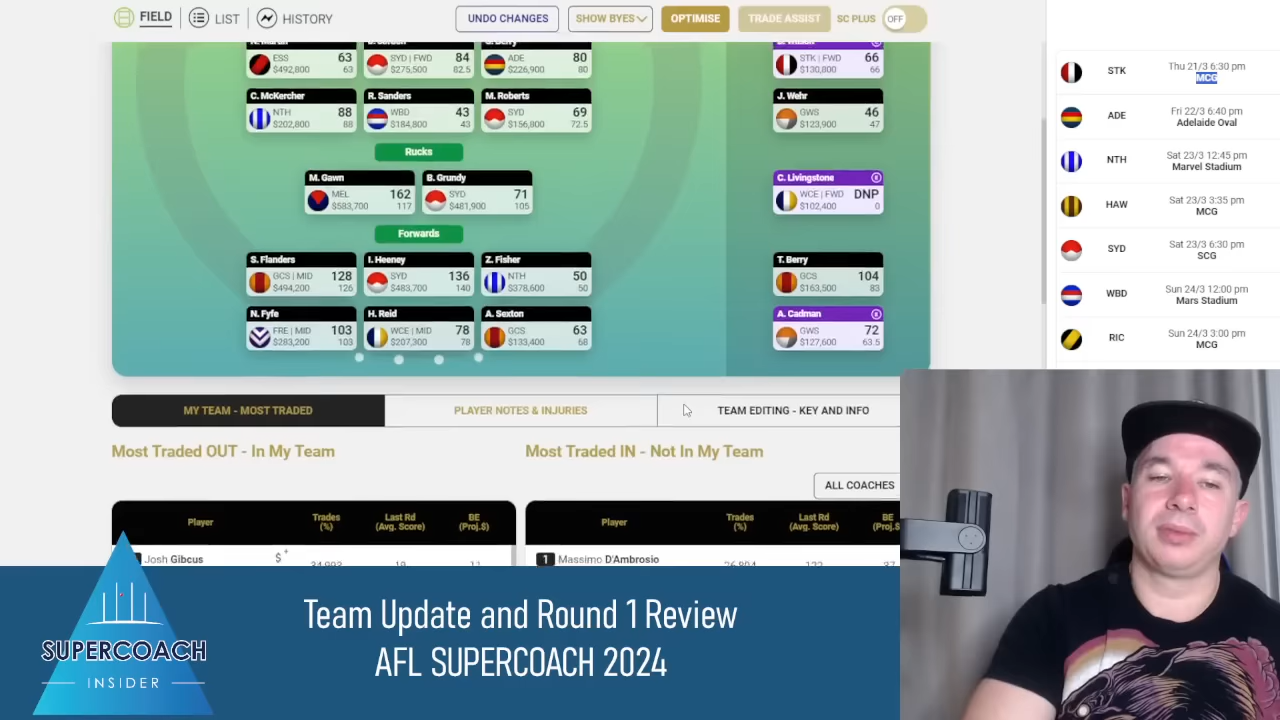 FIELD LIST HISTORY UNDO CHANGES SHOW BYES OPTIMISE TRADE ASSIST SC PLUS OFF
ESS 63 SYD | FWD 84 ADE 80 STK | FWD 66
$492,800 63 $275,500 82.5 $226,900 80 $130,800 66
C. McKercher R. Sanders M. Roberts J. Wehr
NTH 88 WBD 43 SYD 69 GWS 46
$202,800 88 $184,800 43 $156,800 72.5 $123,900 47
Rucks
M. Gawn B. Grundy C. Livingstone
MEL 162 SYD 71 WCE | FWD DNP
$583,700 117 $481,900 105 $102,400 0
Forwards
S. Flanders I. Heeney Z. Fisher T. Berry
GCS | MID 128 SYD 136 NTH 50 GCS 104
$494,200 126 $483,700 140 $378,600 50 $163,500 83
N. Fyfe H. Reid A. Sexton A. Cadman
FRE | MID 103 WCE | MID 78 GCS 63 GWS 72
$283,200 103 $207,300 78 $133,400 68 $127,600 63.5
STK Thu 21/3 6:30 pm
MCG
ADE Fri 22/3 6:40 pm
Adelaide Oval
NTH Sat 23/3 12:45 pm
Marvel Stadium
HAW Sat 23/3 3:35 pm
MCG
SYD Sat 23/3 6:30 pm
SCG
WBD Sun 24/3 12:00 pm
Mars Stadium
RIC Sun 24/3 3:00 pm
MCG
MY TEAM - MOST TRADED PLAYER NOTES & INJURIES TEAM EDITING - KEY AND INFO
Most Traded OUT - In My Team Most Traded IN - Not In My Team
ALL COACHES
Player Trades (%) Last Rd (Avg. Score) BE (Proj.$) Player Trades (%) Last Rd (Avg. Score) BE (Proj.$)
Josh Gibcus $+ 1 Massimo D'Ambrosio
Team Update and Round 1 Review
AFL SUPERCOACH 2024
SUPERCOACH
INSIDER